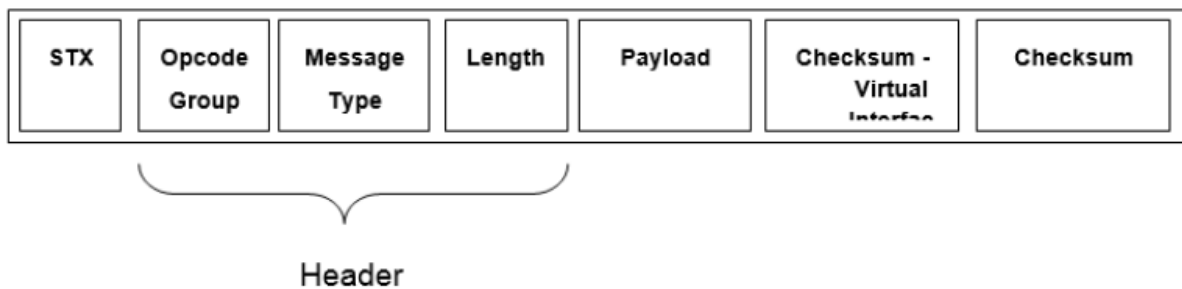 STX
Opcode
Group
Message
Type
Length
Payload
Checksum -
Virtual
Checksum
Header